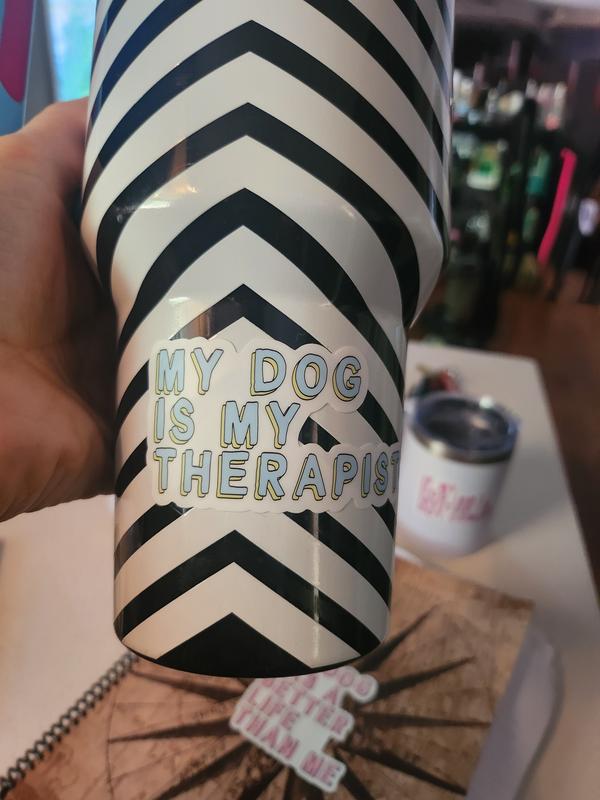 MY DOG
IS MY
THERAPIST
BETTER
LIFE
THAN ME